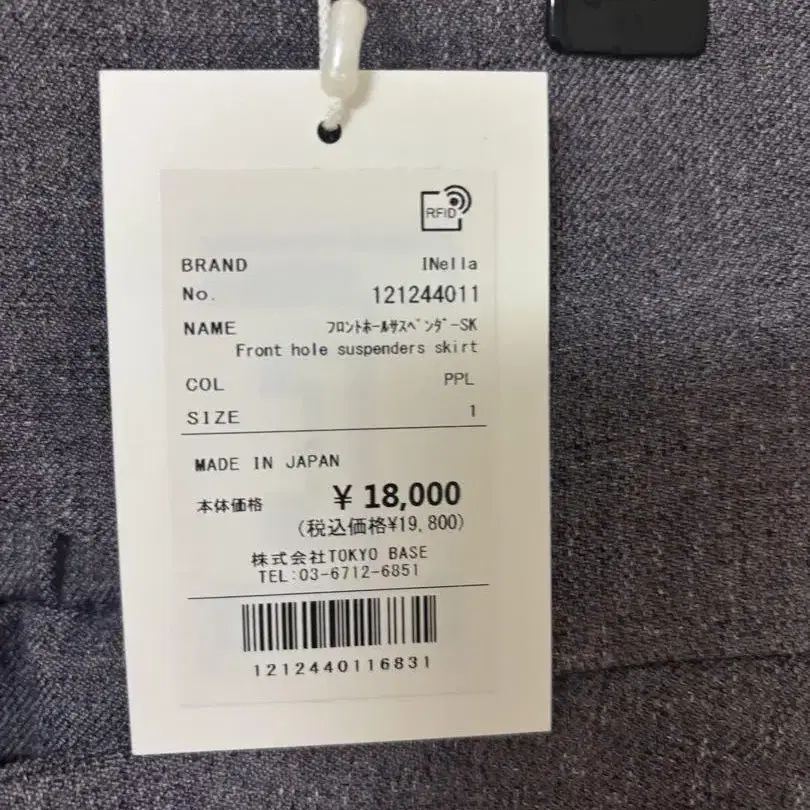 RFID
BRAND INella
No. 121244011
NAME ﾌﾛﾝﾄﾎｰﾙｻｽﾍﾟﾝﾀﾞｰSK
Front hole suspenders skirt
COL PPL
SIZE 1
MADE IN JAPAN
本体価格 ¥ 18,000
(税込価格¥19,800)
株式会社TOKYO BASE
TEL:03-6712-6851
1212440116831